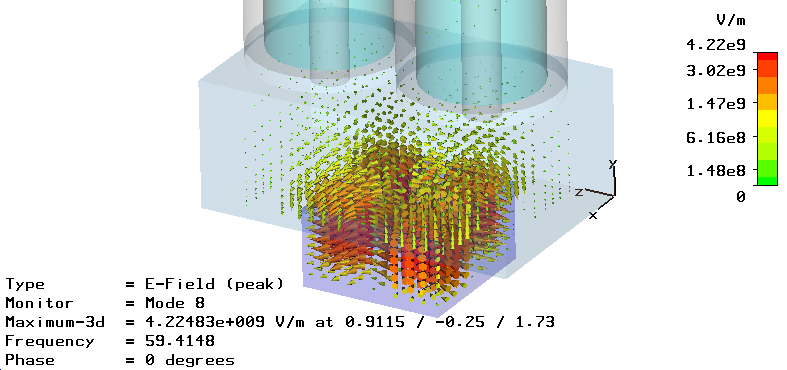 V/m
4.22e9
3.02e9
1.47e9
6.16e8
1.48e8
0
y
z
x
Type = E-Field (peak)
Monitor = Mode 8
Maximum-3d = 4.22483e+009 V/m at 0.9115 / -0.25 / 1.73
Frequency = 59.4148
Phase = 0 degrees